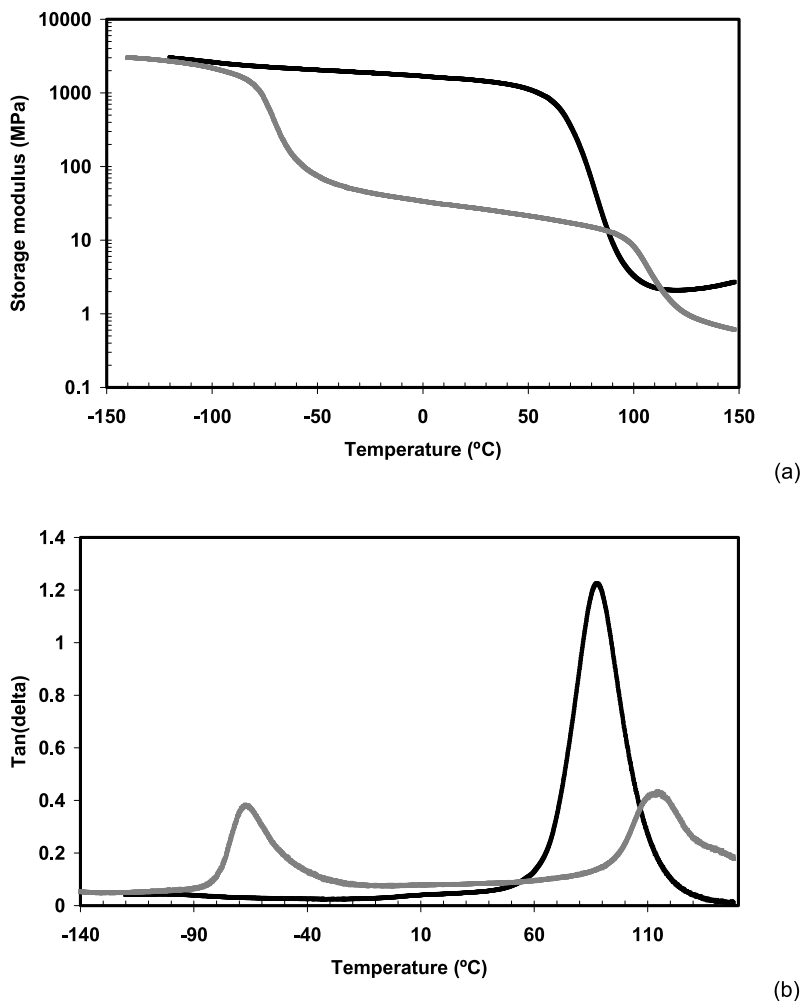 10000
1000
100
10
1
0.1
Storage modulus (MPa)
-150 -100 -50 0 50 100 150
Temperature (ºC)
(a)
1.4
1.2
1
0.8
0.6
0.4
0.2
0
Tan(delta)
-140 -90 -40 10 60 110
Temperature (ºC)
(b)